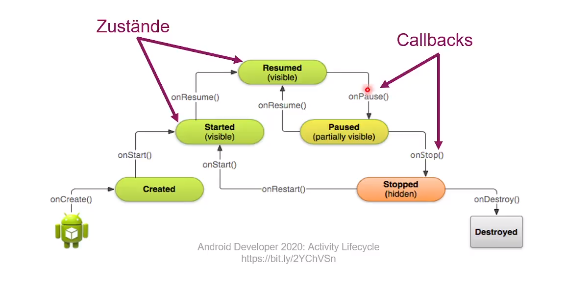 Zustände
Callbacks
Resumed
(visible)
onResume()
onResume()
onPause()
Started
(visible)
Paused
(partially visible)
onStart()
onStart()
onStop()
Created
onRestart()
Stopped
(hidden)
onCreate()
onDestroy()
Destroyed
Android Developer 2020: Activity Lifecycle
https://bit.ly/2YChVSn